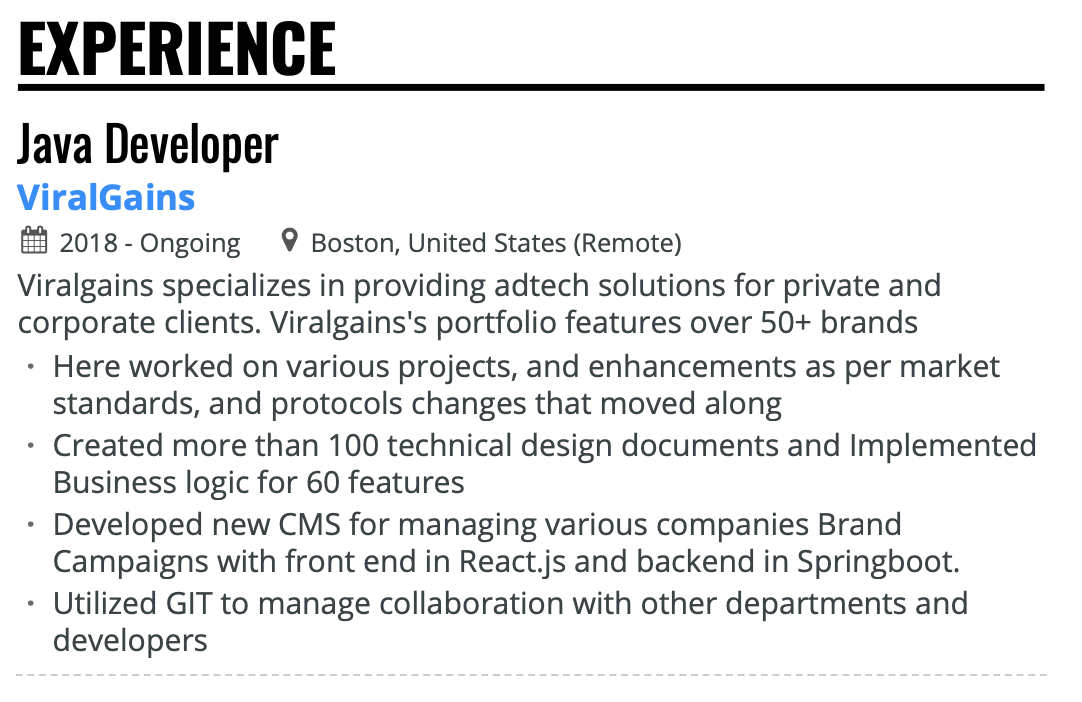 EXPERIENCE
Java Developer
ViralGains
2018 - Ongoing Boston, United States (Remote)
Viralgains specializes in providing adtech solutions for private and
corporate clients. Viralgains's portfolio features over 50+ brands
• Here worked on various projects, and enhancements as per market
standards, and protocols changes that moved along
• Created more than 100 technical design documents and Implemented
Business logic for 60 features
• Developed new CMS for managing various companies Brand
Campaigns with front end in React.js and backend in Springboot.
• Utilized GIT to manage collaboration with other departments and
developers